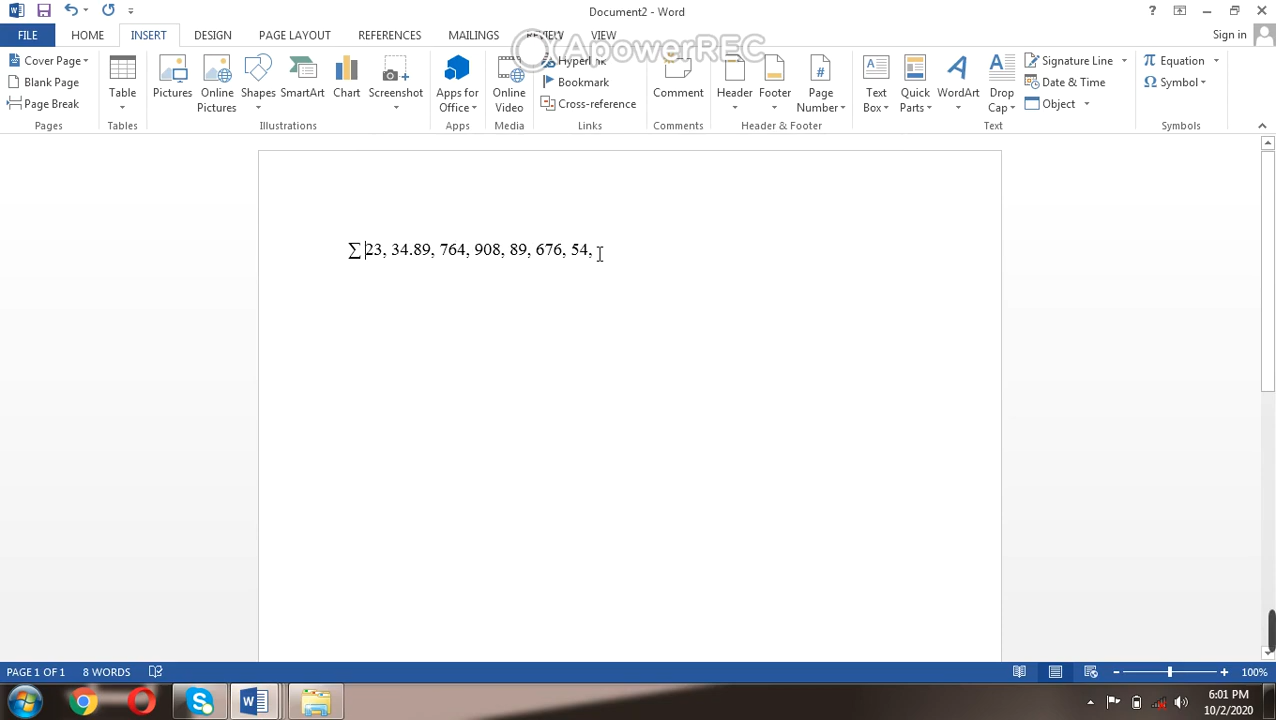 Document2 - Word
?
FILE HOME INSERT DESIGN PAGE LAYOUT REFERENCES MAILINGS REVIEW VIEW Sign in
ApowerREC
Cover Page
Blank Page
Page Break
Pages
Table
Tables
Pictures
Online Pictures
Shapes
SmartArt
Chart
Screenshot
Illustrations
Apps for Office
Apps
Online Video
Media
Hyperlink
Bookmark
Cross-reference
Links
Comment
Comments
Header
Footer
Page Number
Header & Footer
Text Box
Quick Parts
WordArt
Drop Cap
Signature Line
Date & Time
Object
Text
Equation
Symbol
Symbols
∑ 23, 34.89, 764, 908, 89, 676, 54,
PAGE 1 OF 1 8 WORDS 100%
6:01 PM
10/2/2020